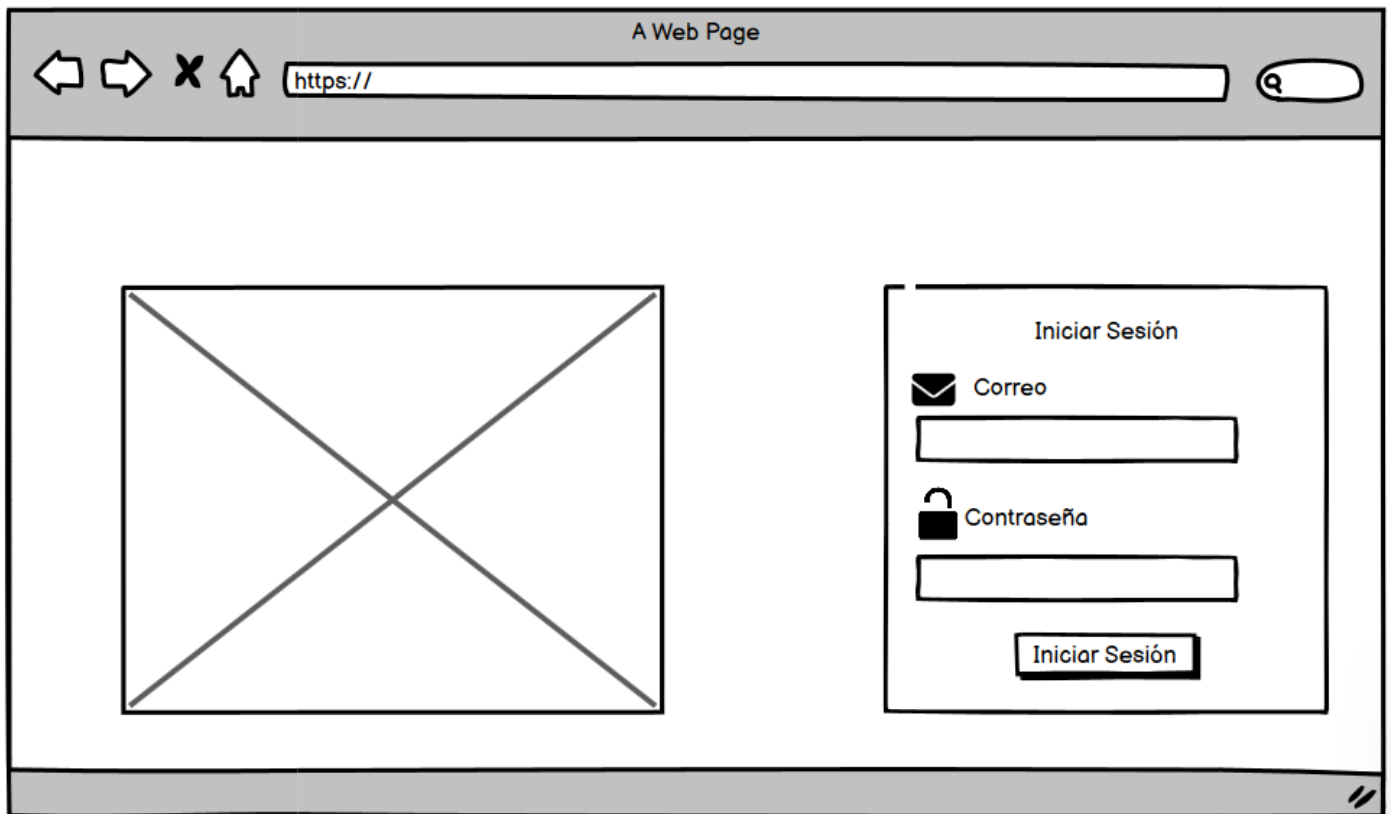 A Web Page
https://
Iniciar Sesión
Correo
Contraseña
Iniciar Sesión